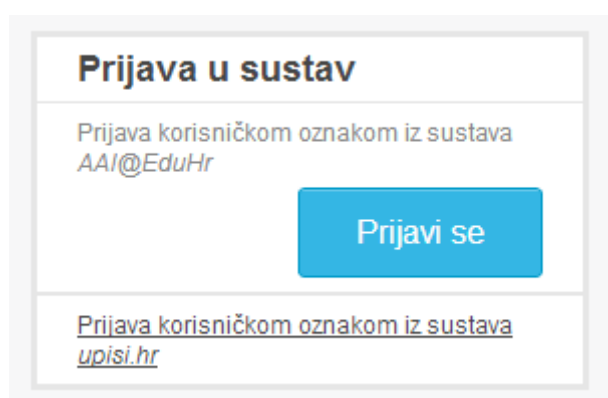 Prijava u sustav
Prijava korisničkom oznakom iz sustava
AAI@EduHr
Prijavi se
Prijava korisničkom oznakom iz sustava
upisi.hr